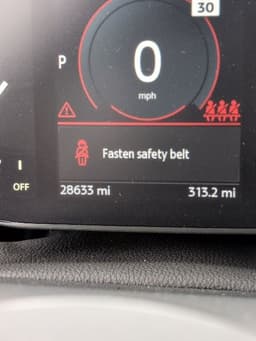 30
P
0
mph
Fasten safety belt
OFF
28633 mi 313.2 mi